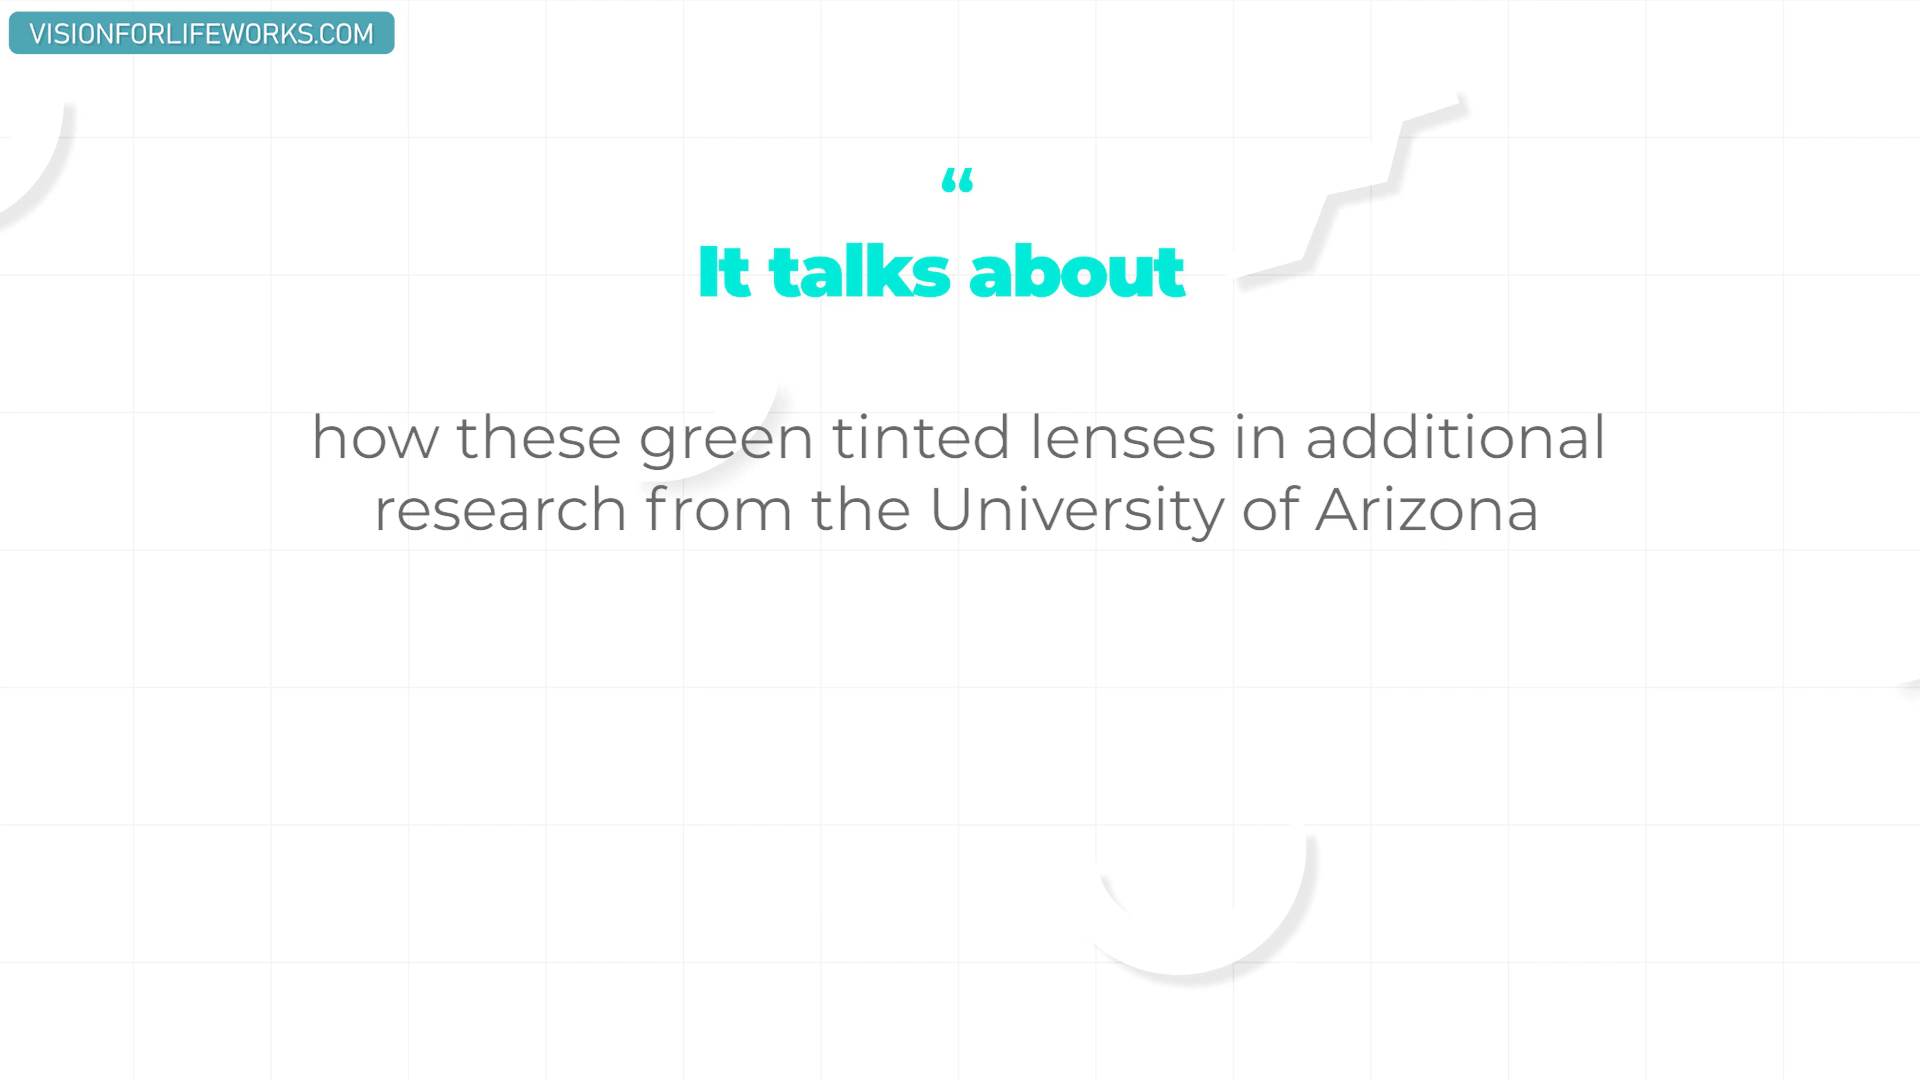 VISIONFORLIFEWORKS.COM
“
It talks about
how these green tinted lenses in additional
research from the University of Arizona